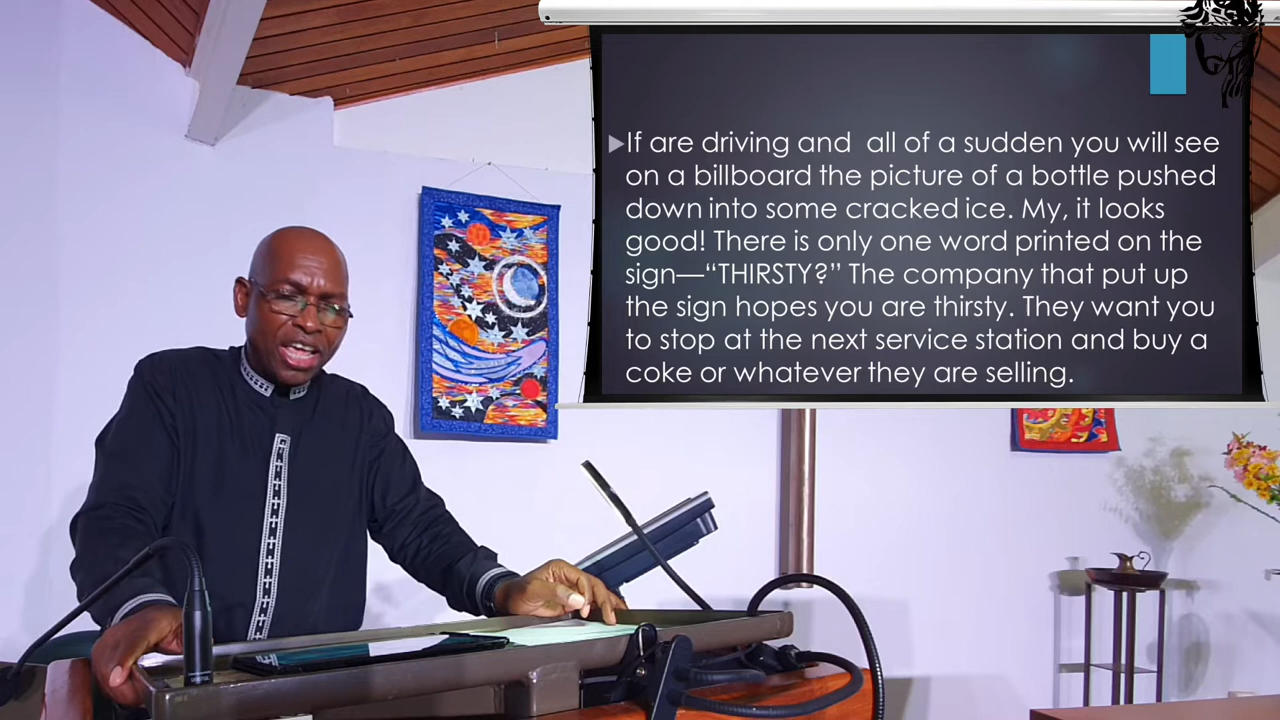 If are driving and all of a sudden you will see
on a billboard the picture of a bottle pushed
down into some cracked ice. My, it looks
good! There is only one word printed on the
sign—“THIRSTY?” The company that put up
the sign hopes you are thirsty. They want you
to stop at the next service station and buy a
coke or whatever they are selling.